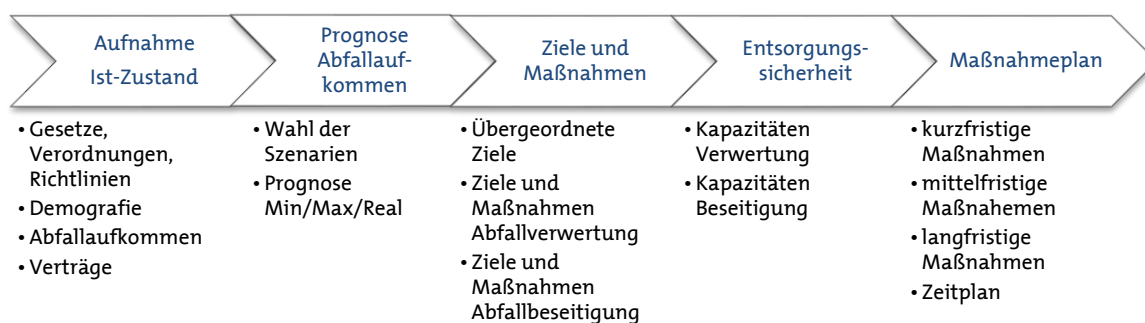 Aufnahme
Ist-Zustand
Prognose
Abfallauf-
kommen
Ziele und
Maßnahmen
Entsorgungs-
sicherheit
Maßnahmeplan
• Gesetze,
Verordnungen,
Richtlinien
• Demografie
• Abfallaufkommen
• Verträge
• Wahl der
Szenarien
• Prognose
Min/Max/Real
• Übergeordnete
Ziele
• Ziele und
Maßnahmen
Abfallverwertung
• Ziele und
Maßnahmen
Abfallbeseitigung
• Kapazitäten
Verwertung
• Kapazitäten
Beseitigung
• kurzfristige
Maßnahmen
• mittelfristige
Maßnahemen
• langfristige
Maßnahmen
• Zeitplan